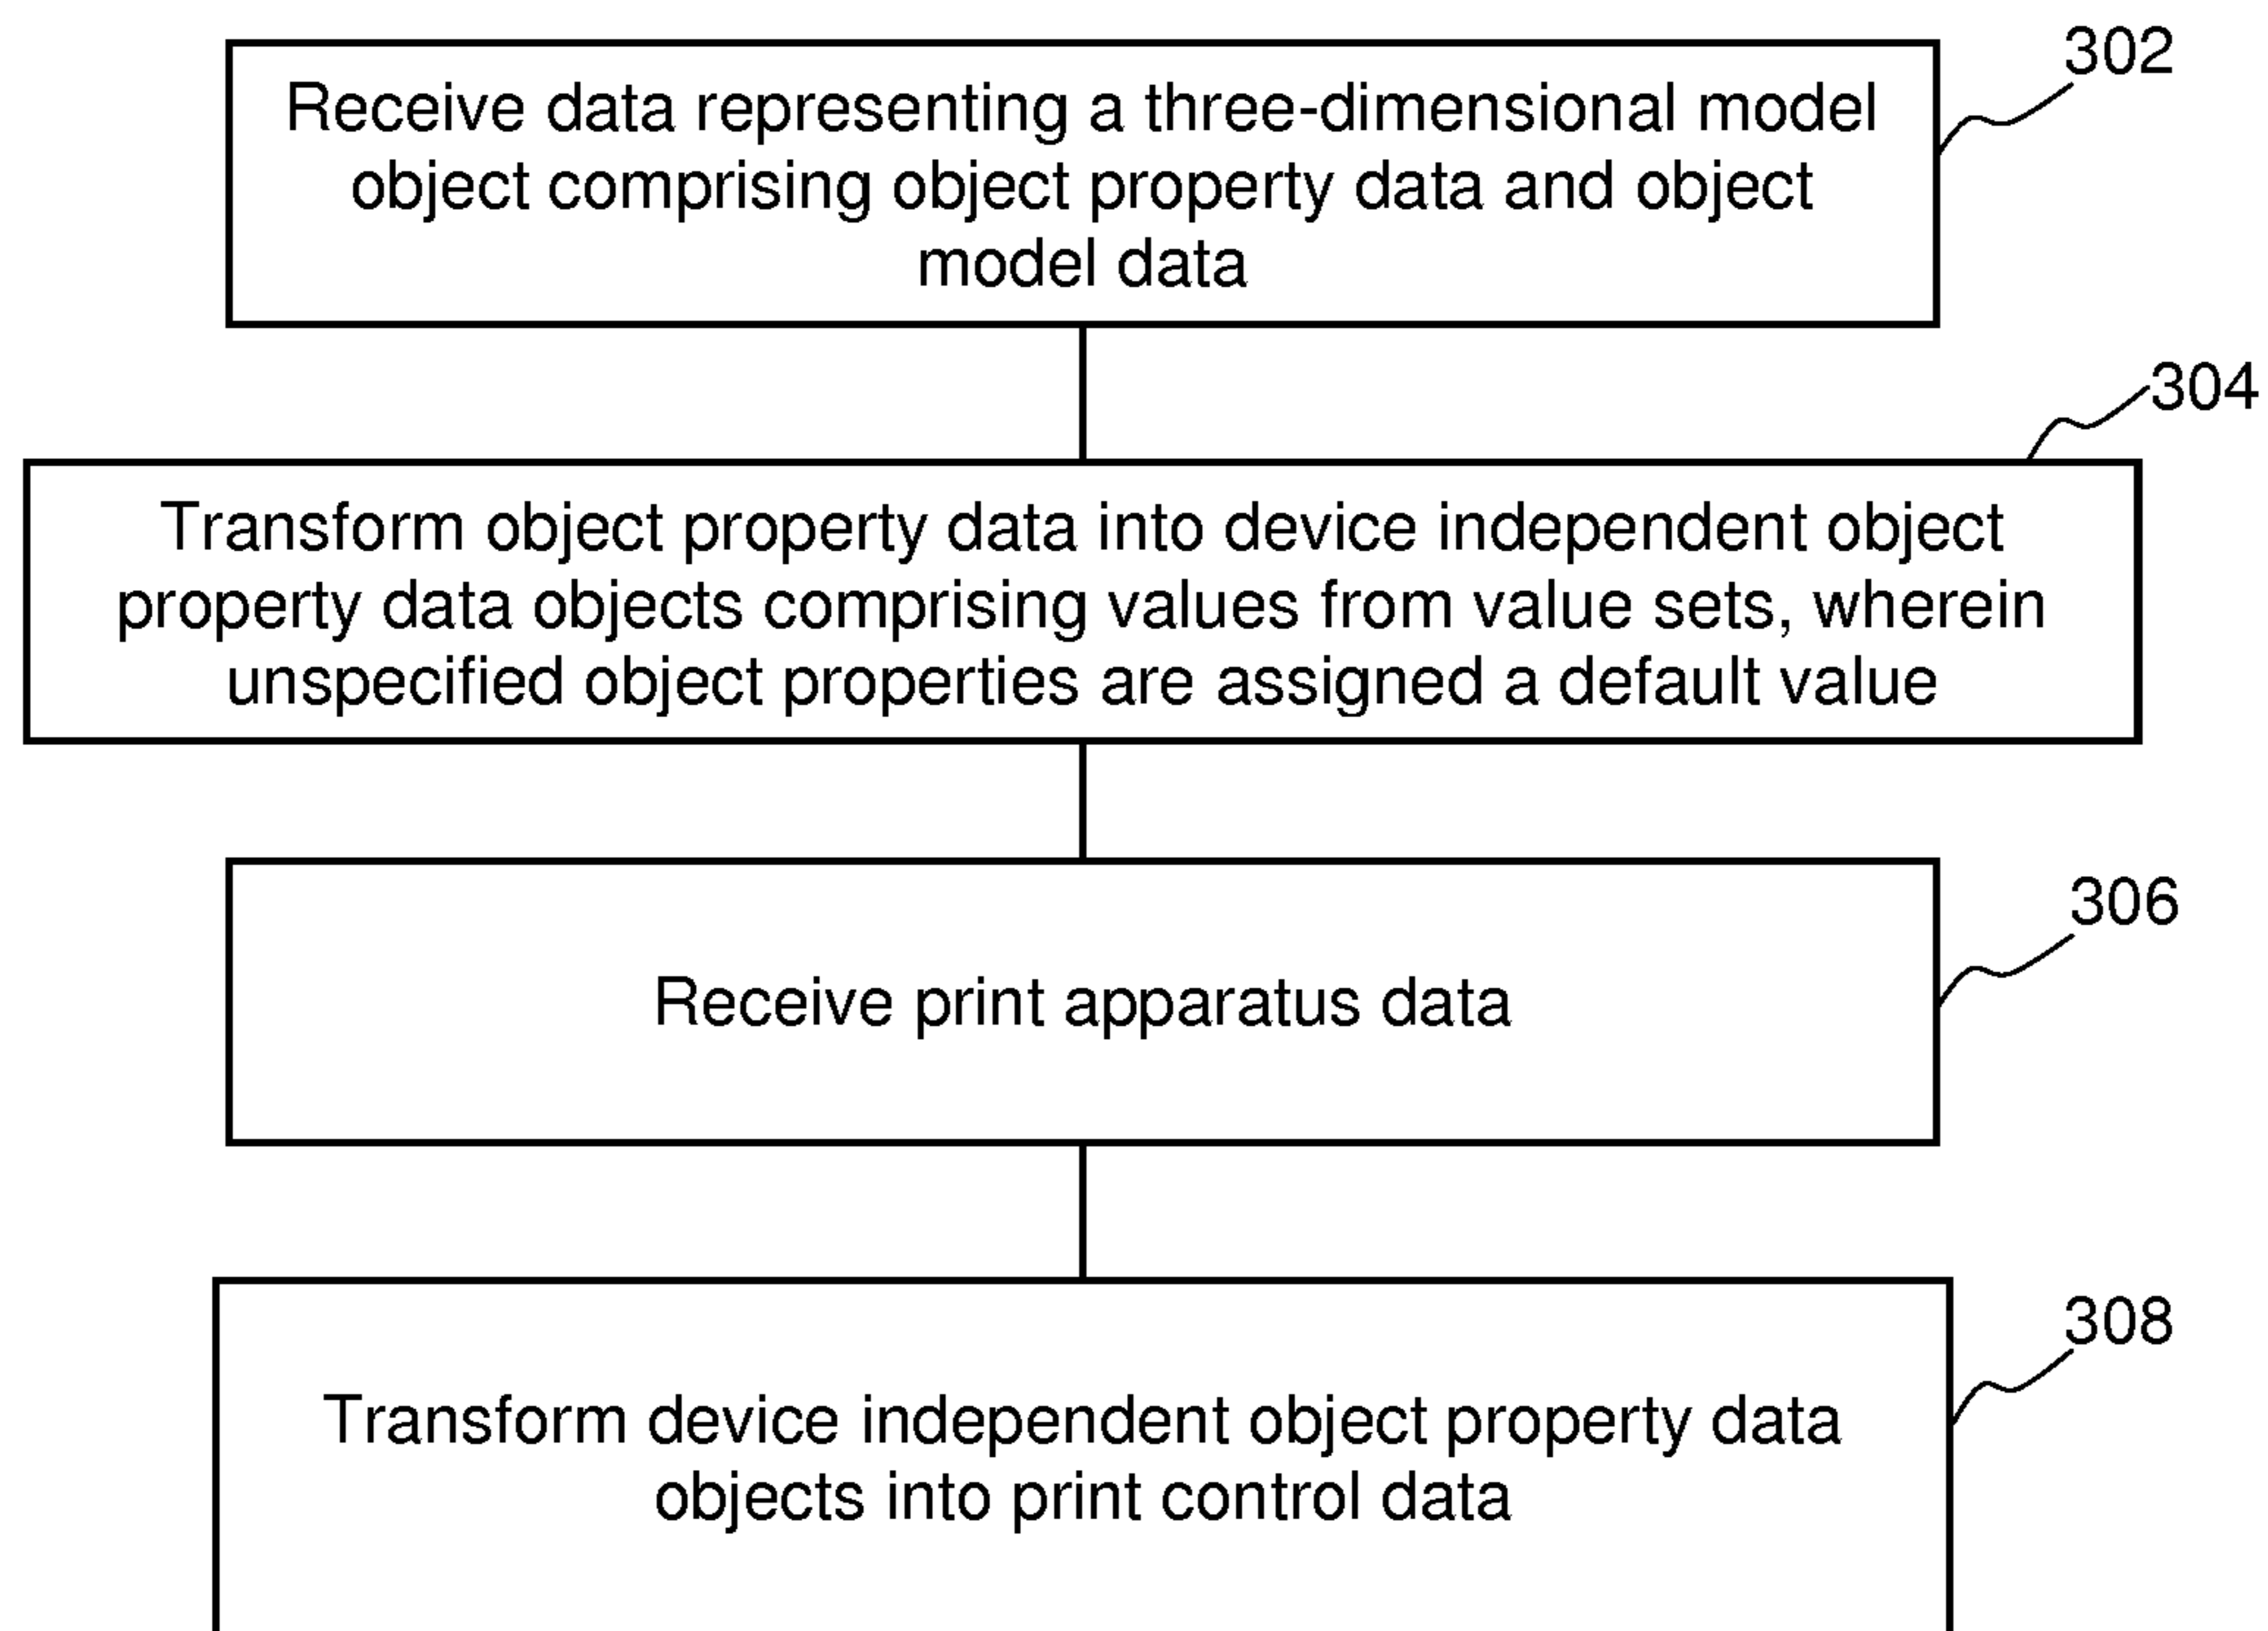 302
Receive data representing a three-dimensional model
object comprising object property data and object
model data
304
Transform object property data into device independent object
property data objects comprising values from value sets, wherein
unspecified object properties are assigned a default value
306
Receive print apparatus data
308
Transform device independent object property data
objects into print control data